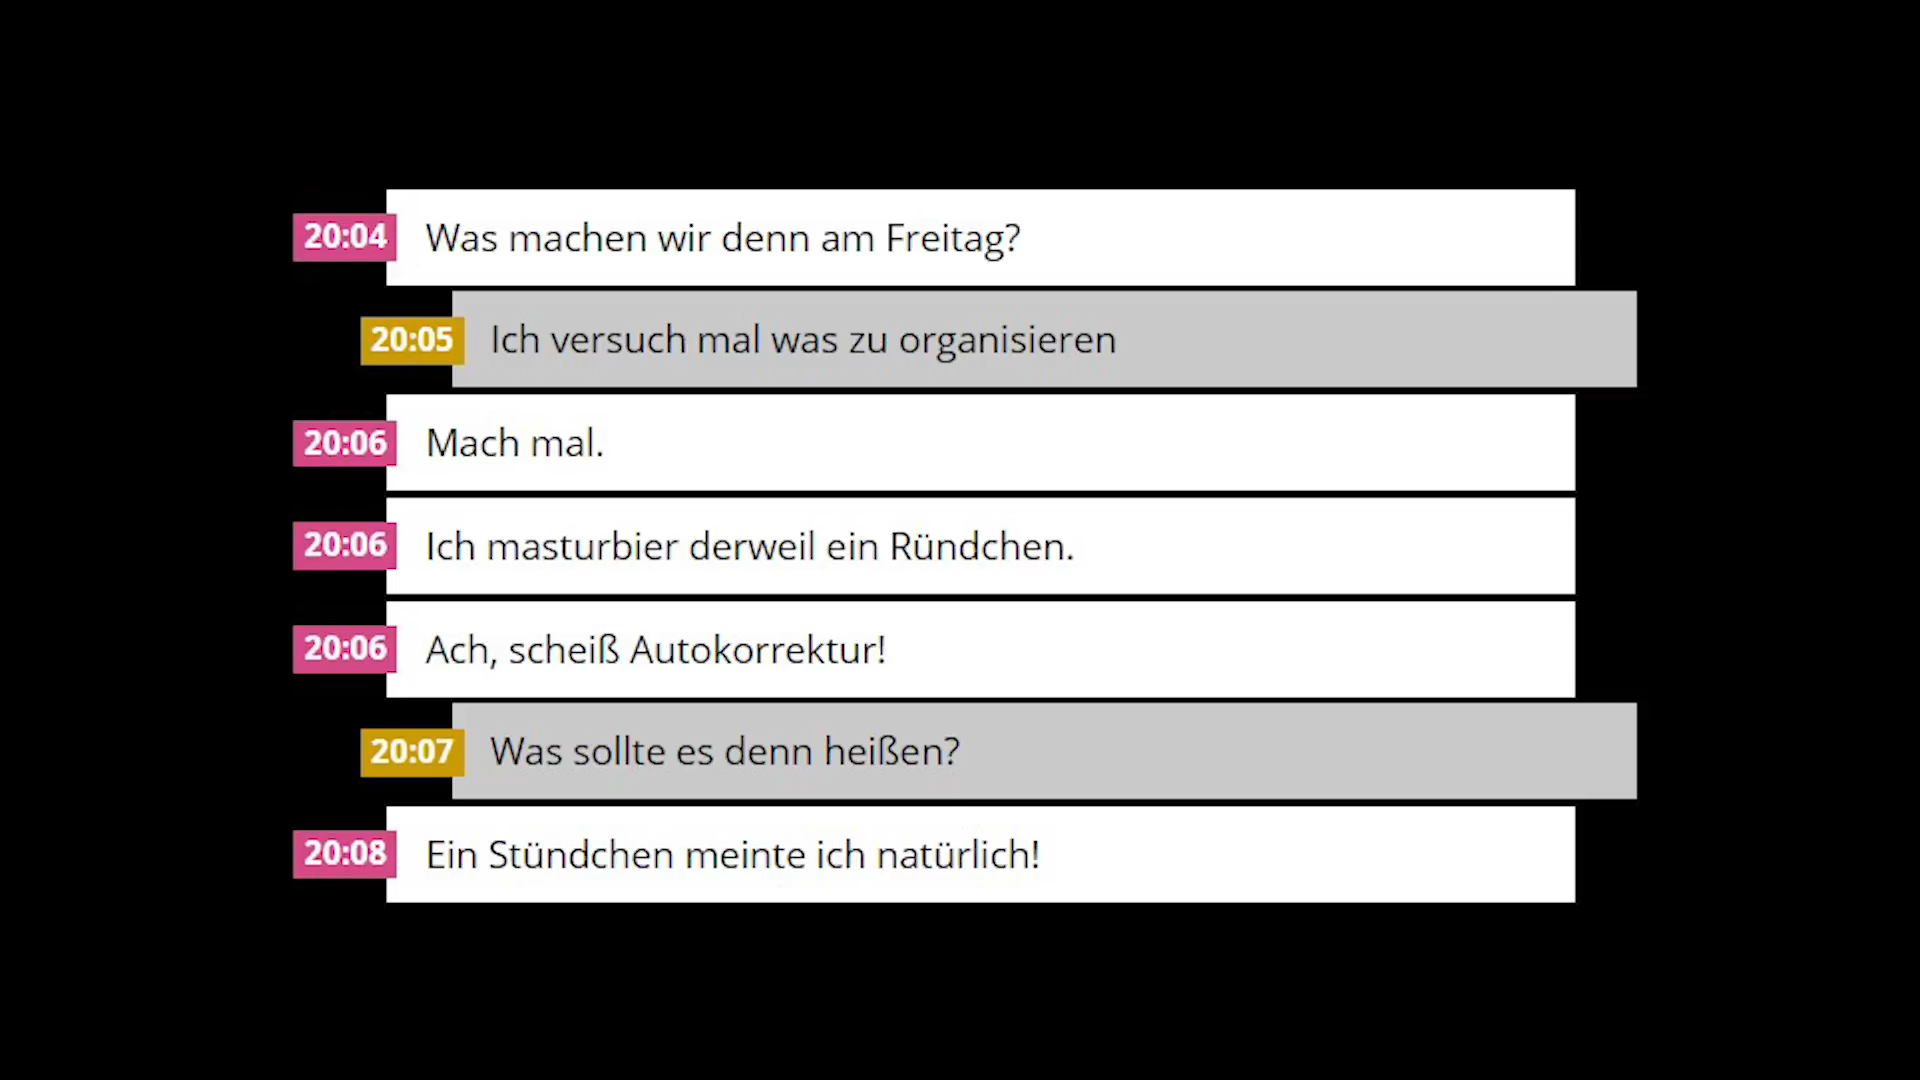 20:04 Was machen wir denn am Freitag?
20:05 Ich versuch mal was zu organisieren
20:06 Mach mal.
20:06 Ich masturbier derweil ein Ründchen.
20:06 Ach, scheiß Autokorrektur!
20:07 Was sollte es denn heißen?
20:08 Ein Stündchen meinte ich natürlich!